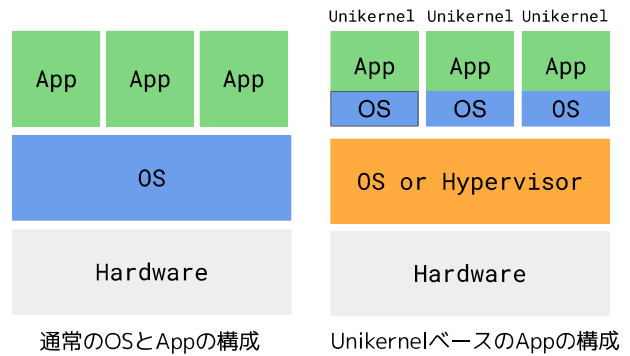 Unikernel Unikernel Unikernel
App App App
OS
Hardware
通常のOSとAppの構成
App App App
OS OS OS
OS or Hypervisor
Hardware
UnikernelベースのAppの構成